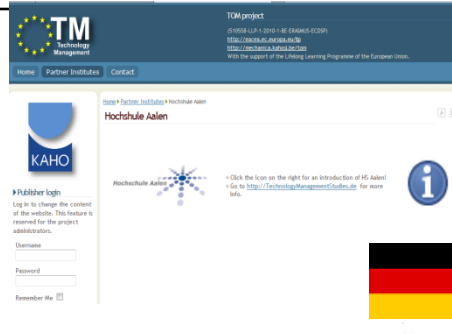 TM
Technology
Management
TOM project
(510558-LLP-1-2010-1-BE-ERASMUS-ECDSP)
http://eacea.ec.europa.eu/llp
http://mechanics.kahosl.be/tom
With the support of the Lifelong Learning Programme of the European Union.
Home Partner Institutes Contact
Home Partner Institutes Hochshule Aalen
Hochshule Aalen
KAHO
Hochschule Aalen
Click the icon on the right for an introduction of HS Aalen!
Go to http://TechnologyManagementStudies.de for more
info.
i
Publisher login
Log in to change the content
of the website. This feature is
reserved for the project
administrators.
Username
Password
Remember Me